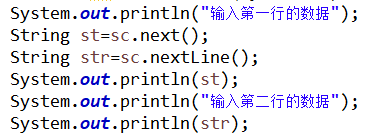 System.out.println("输入第一行的数据");
String st=sc.next();
String str=sc.nextLine();
System.out.println(st);
System.out.println("输入第二行的数据");
System.out.println(str);